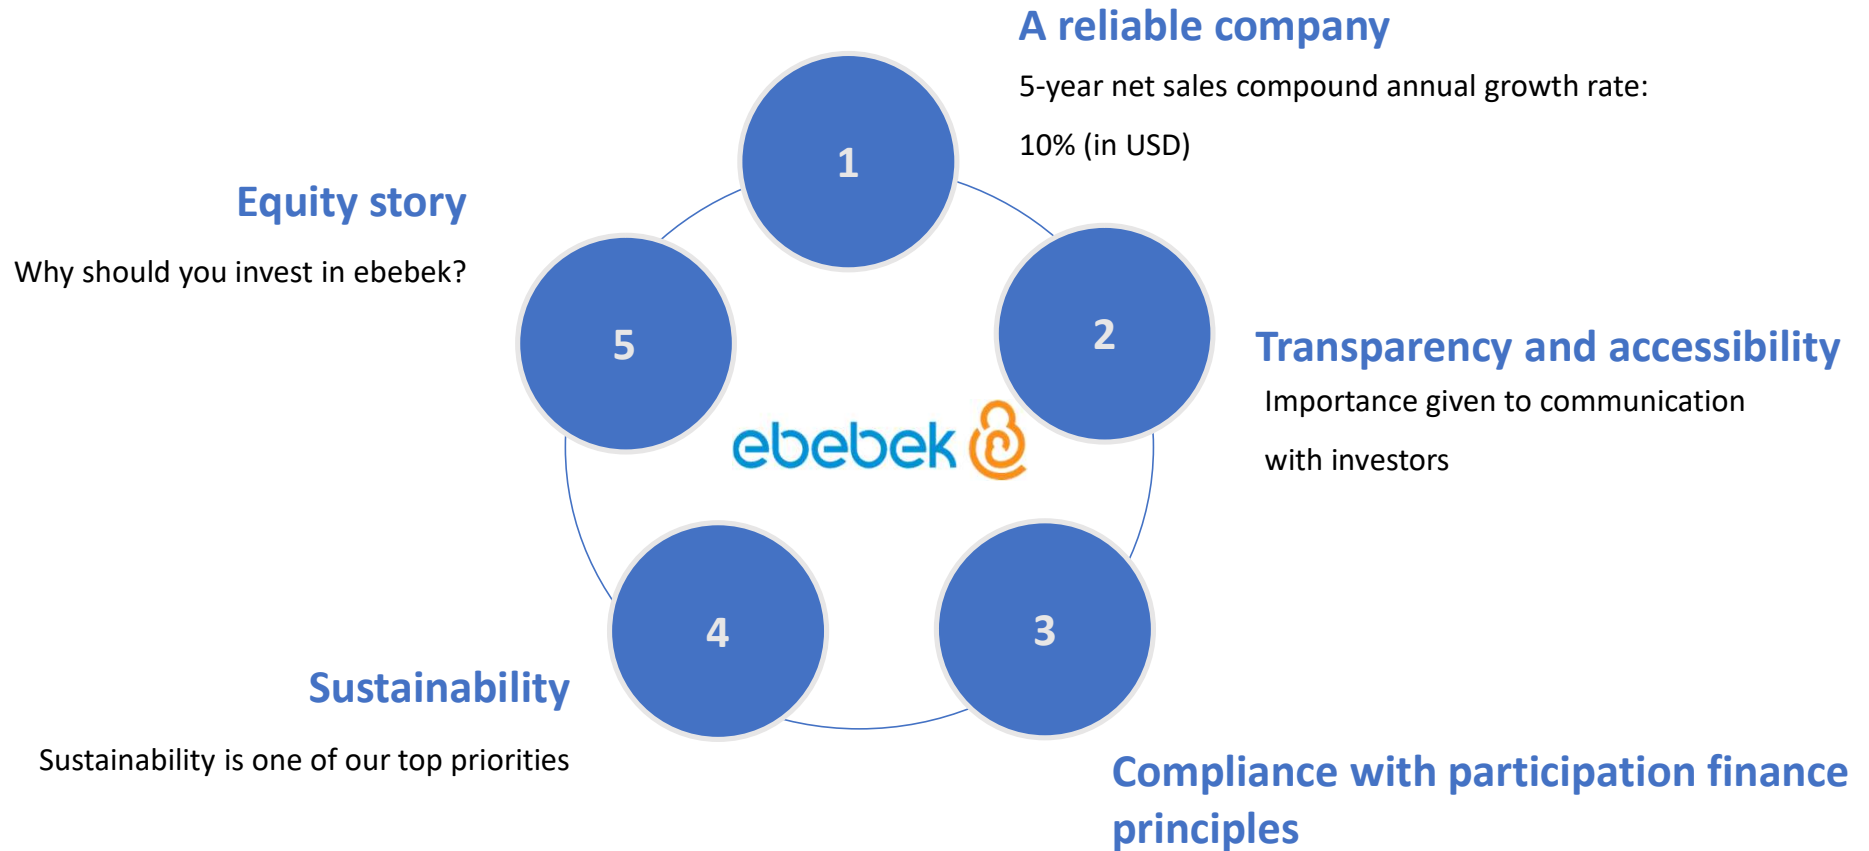 A reliable company
5-year net sales compound annual growth rate:
10% (in USD)
1
Equity story
Why should you invest in ebebek?
5
2
Transparency and accessibility
Importance given to communication
with investors
ebebek
4
3
Sustainability
Sustainability is one of our top priorities
Compliance with participation finance
principles